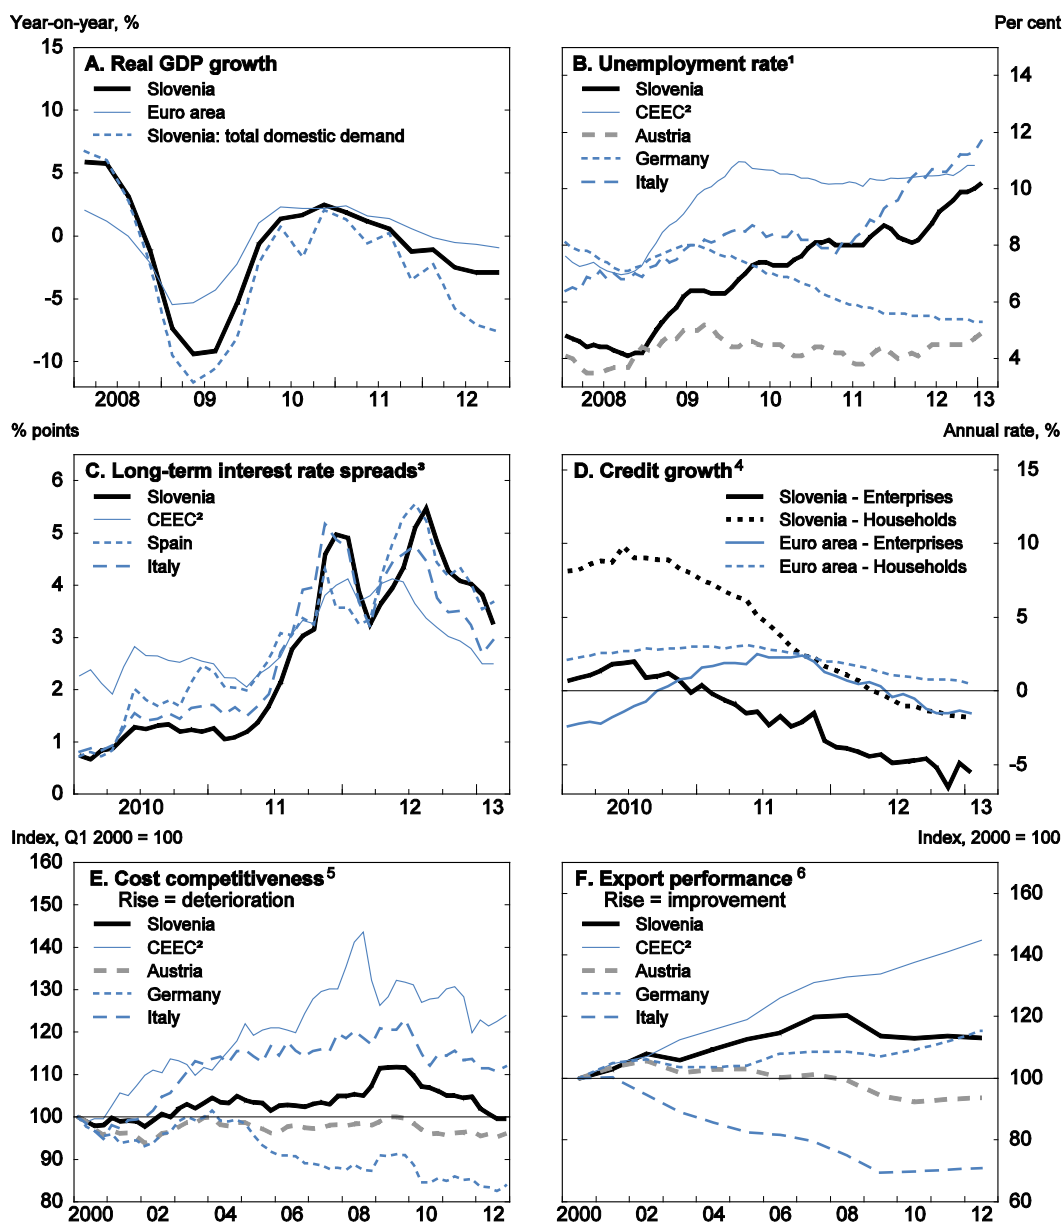 Year-on-year, %
15
A. Real GDP growth
Slovenia
Euro area
Slovenia: total domestic demand
10
5
0
-5
-10
2008 09 10 11 12
Per cent
B. Unemployment rate¹
Slovenia
CEEC²
Austria
Germany
Italy
14
12
10
8
6
4
2008 09 10 11 12 13
% points
C. Long-term interest rate spreads³
Slovenia
CEEC²
Spain
Italy
6
5
4
3
2
1
0
2010 11 12 13
Annual rate, %
D. Credit growth⁴
Slovenia - Enterprises
Slovenia - Households
Euro area - Enterprises
Euro area - Households
15
10
5
0
-5
2010 11 12 13
Index, Q1 2000 = 100
160
E. Cost competitiveness⁵
Rise = deterioration
Slovenia
CEEC²
Austria
Germany
Italy
150
140
130
120
110
100
90
80
2000 02 04 06 08 10 12
Index, 2000 = 100
F. Export performance⁶
Rise = improvement
Slovenia
CEEC²
Austria
Germany
Italy
160
140
120
100
80
60
2000 02 04 06 08 10 12